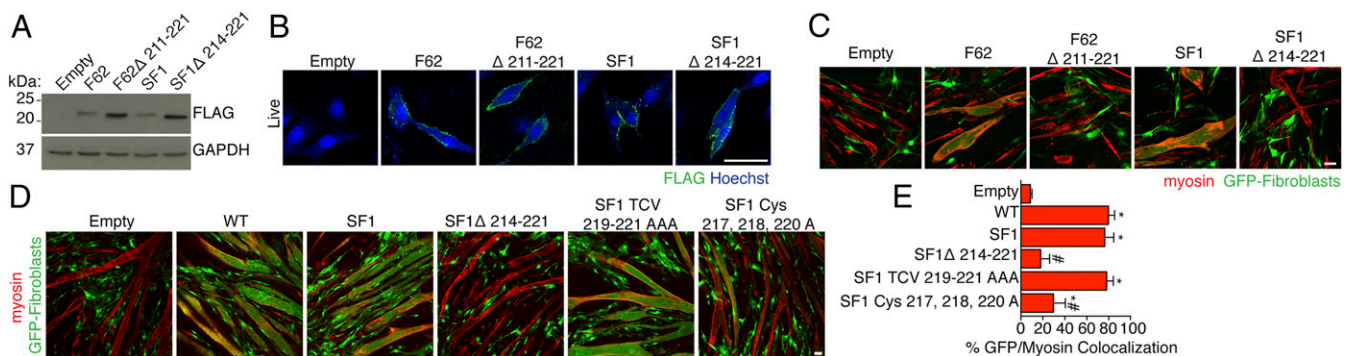 A
Empty
F62
F62Δ 211-221
SF1
SF1Δ 214-221
kDa:
25
20
FLAG
37
GAPDH
B
Empty
F62
F62
Δ 211-221
SF1
SF1
Δ 214-221
Live
FLAG Hoechst
C
Empty
F62
F62
Δ 211-221
SF1
SF1
Δ 214-221
myosin GFP-Fibroblasts
D
Empty
WT
SF1
SF1Δ 214-221
SF1 TCV
219-221 AAA
SF1 Cys
217, 218, 220 A
myosin
GFP-Fibroblasts
E
Empty
WT
*
SF1
*
SF1Δ 214-221
#
SF1 TCV 219-221 AAA
*
SF1 Cys 217, 218, 220 A
*
#
0 20 40 60 80 100
% GFP/Myosin Colocalization